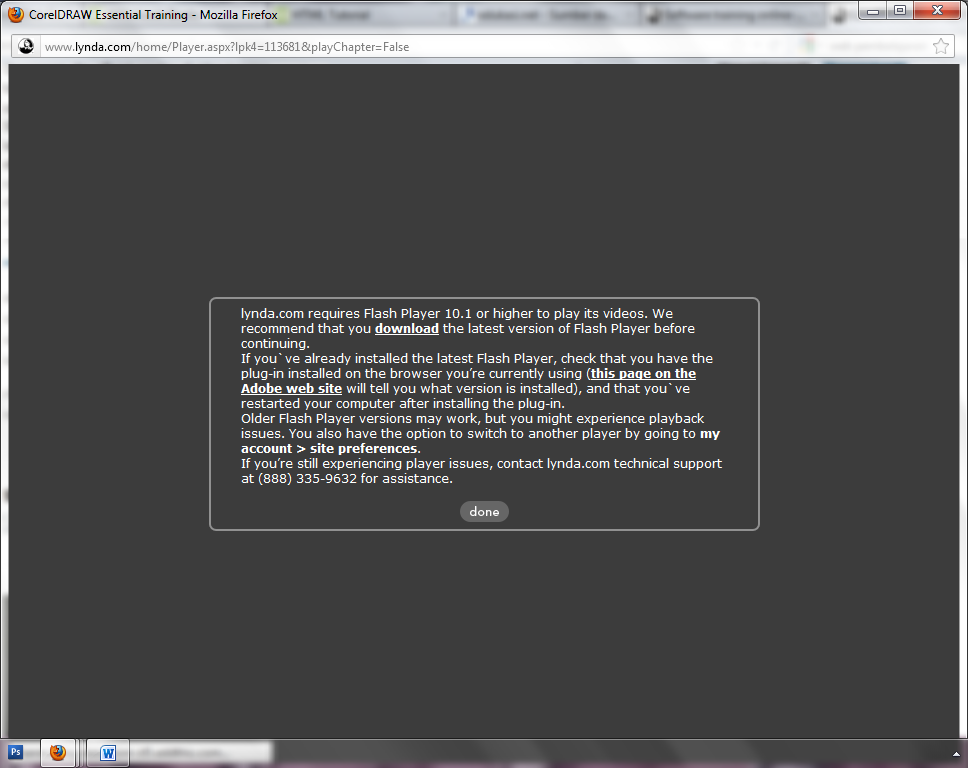 CorelDRAW Essential Training - Mozilla Firefox
HTML Tutorial
www.lynda.com/home/Player.aspx?lpk4=113681&playChapter=False
lynda.com requires Flash Player 10.1 or higher to play its videos. We
recommend that you download the latest version of Flash Player before
continuing.
If you`ve already installed the latest Flash Player, check that you have the
plug-in installed on the browser you’re currently using (this page on the
Adobe web site will tell you what version is installed), and that you`ve
restarted your computer after installing the plug-in.
Older Flash Player versions may work, but you might experience playback
issues. You also have the option to switch to another player by going to my
account > site preferences.
If you’re still experiencing player issues, contact lynda.com technical support
at (888) 335-9632 for assistance.
done
Ps
W